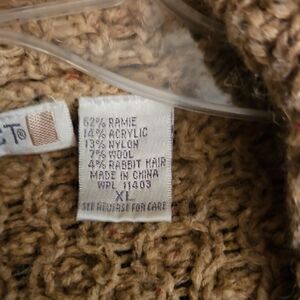 ET®
62% RAMIE
14% ACRYLIC
13% NYLON
7% WOOL
4% RABBIT HAIR
MADE IN CHINA
WPL 11403
XL
SEE REVERSE FOR CARE